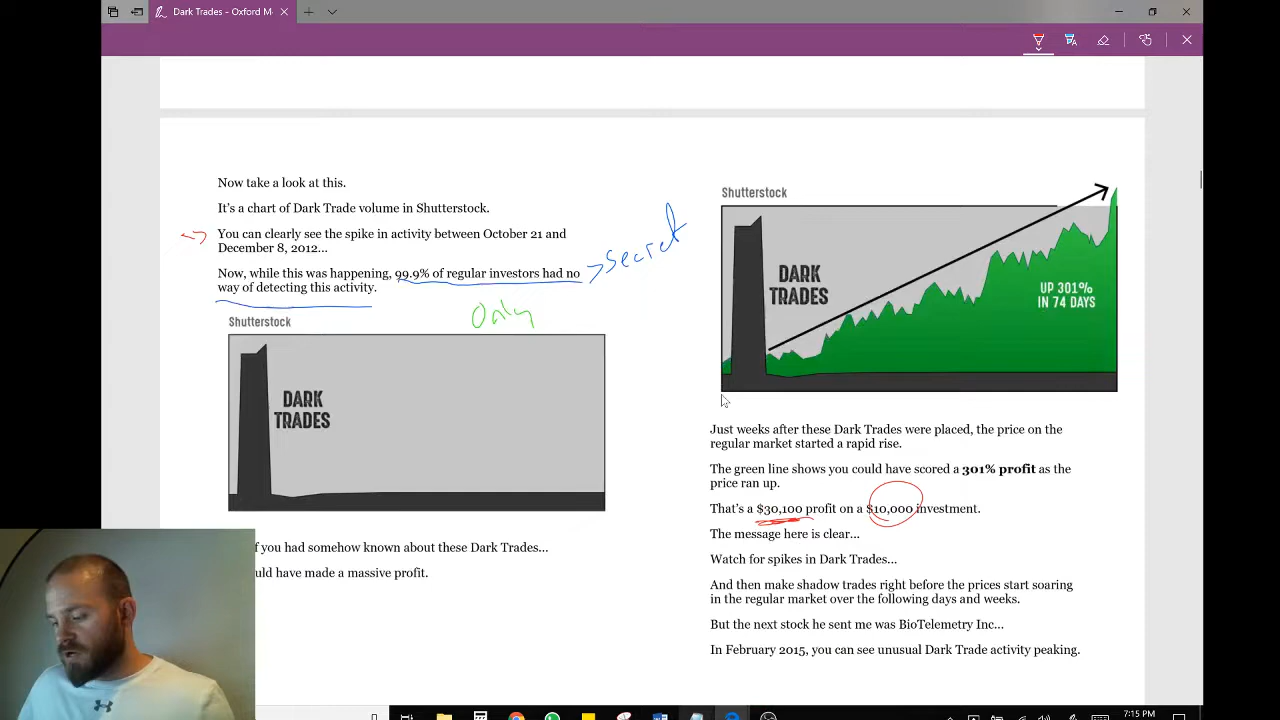 Dark Trades - Oxford M
Now take a look at this.
It's a chart of Dark Trade volume in Shutterstock.
You can clearly see the spike in activity between October 21 and
December 8, 2012...
Now, while this was happening, 99.9% of regular investors had no
way of detecting this activity.
Secret
Only
Shutterstock
DARK
TRADES
f you had somehow known about these Dark Trades...
uld have made a massive profit.
Shutterstock
DARK
TRADES
UP 301%
IN 74 DAYS
Just weeks after these Dark Trades were placed, the price on the
regular market started a rapid rise.
The green line shows you could have scored a 301% profit as the
price ran up.
That's a $30,100 profit on a $10,000 investment.
The message here is clear...
Watch for spikes in Dark Trades...
And then make shadow trades right before the prices start soaring
in the regular market over the following days and weeks.
But the next stock he sent me was BioTelemetry Inc...
In February 2015, you can see unusual Dark Trade activity peaking.
7:15 PM